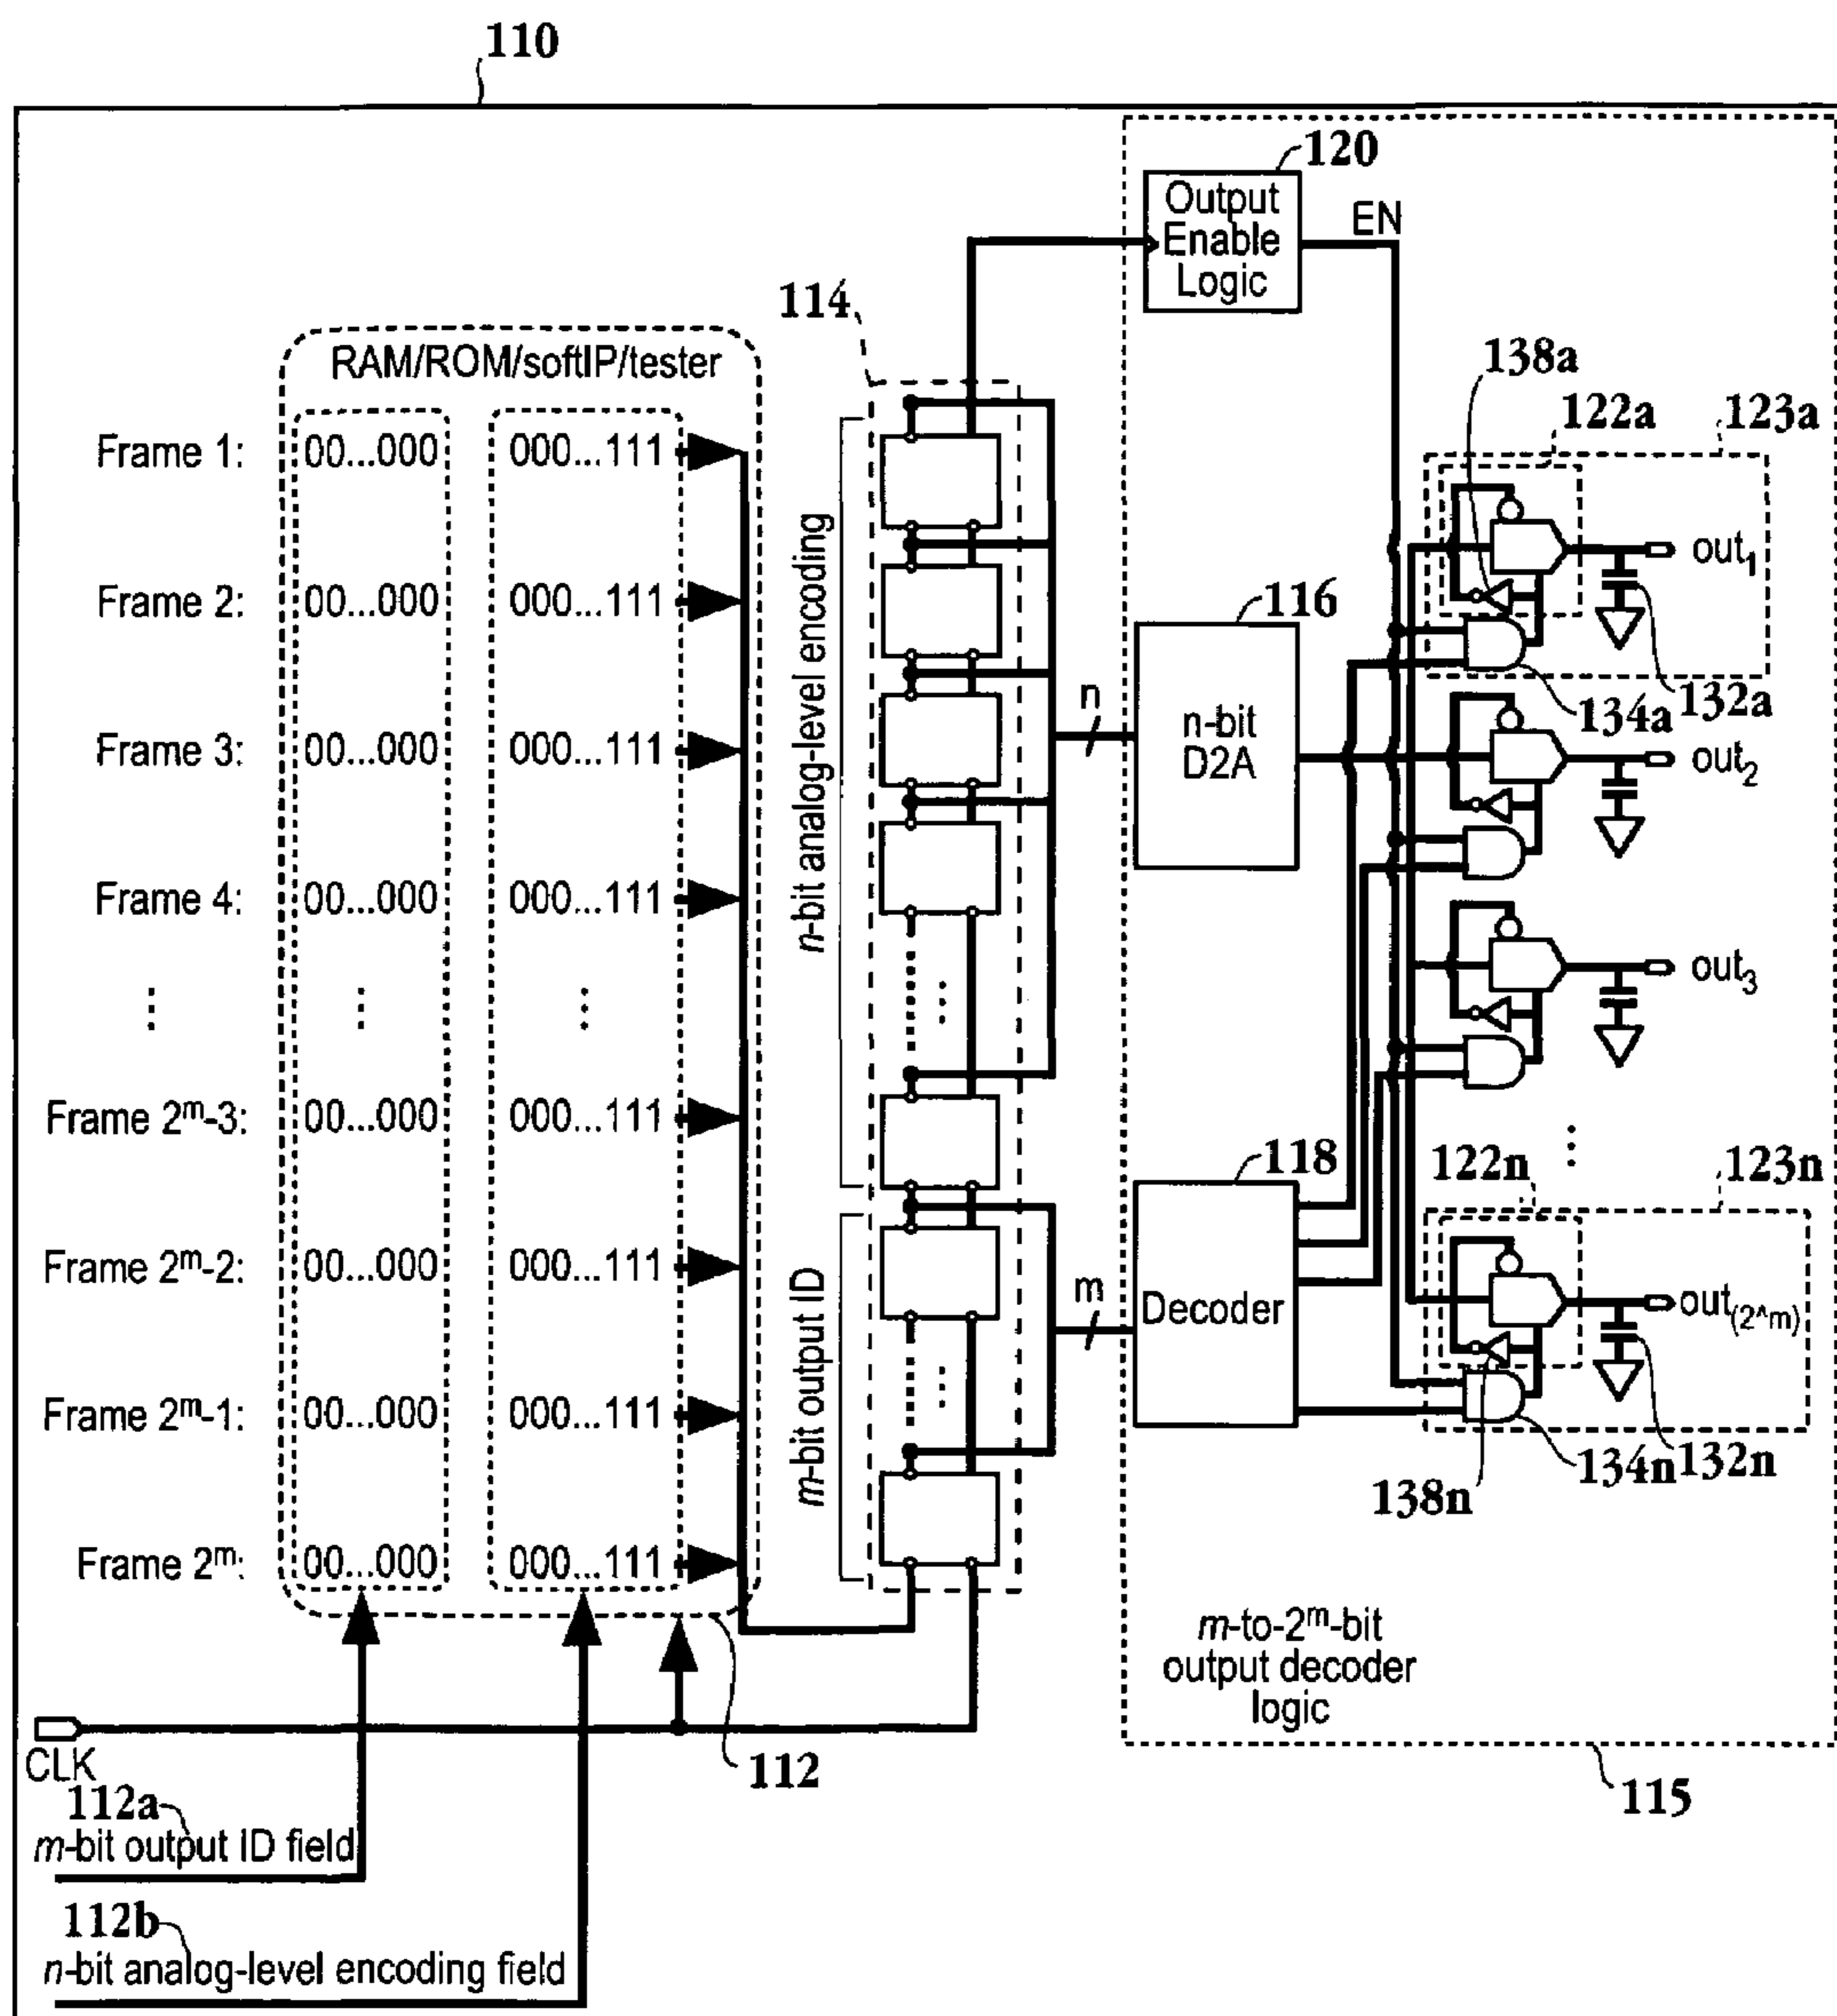 110
120
Output
Enable
Logic
EN
114
RAM/ROM/softIP/tester
138a
122a
123a
Frame 1: 00...000 000...111
Frame 2: 00...000 000...111
Frame 3: 00...000 000...111
Frame 4: 00...000 000...111
⋮ ⋮ ⋮
Frame 2ᵐ-3: 00...000 000...111
Frame 2ᵐ-2: 00...000 000...111
Frame 2ᵐ-1: 00...000 000...111
Frame 2ᵐ: 00...000 000...111
n-bit analog-level encoding
m-bit output ID
n
m
116
n-bit
D2A
118
Decoder
out₁
134a
132a
out₂
out₃
122n
123n
out(2^m)
134n
132n
138n
m-to-2ᵐ-bit
output decoder
logic
115
CLK
112
112a
m-bit output ID field
112b
n-bit analog-level encoding field